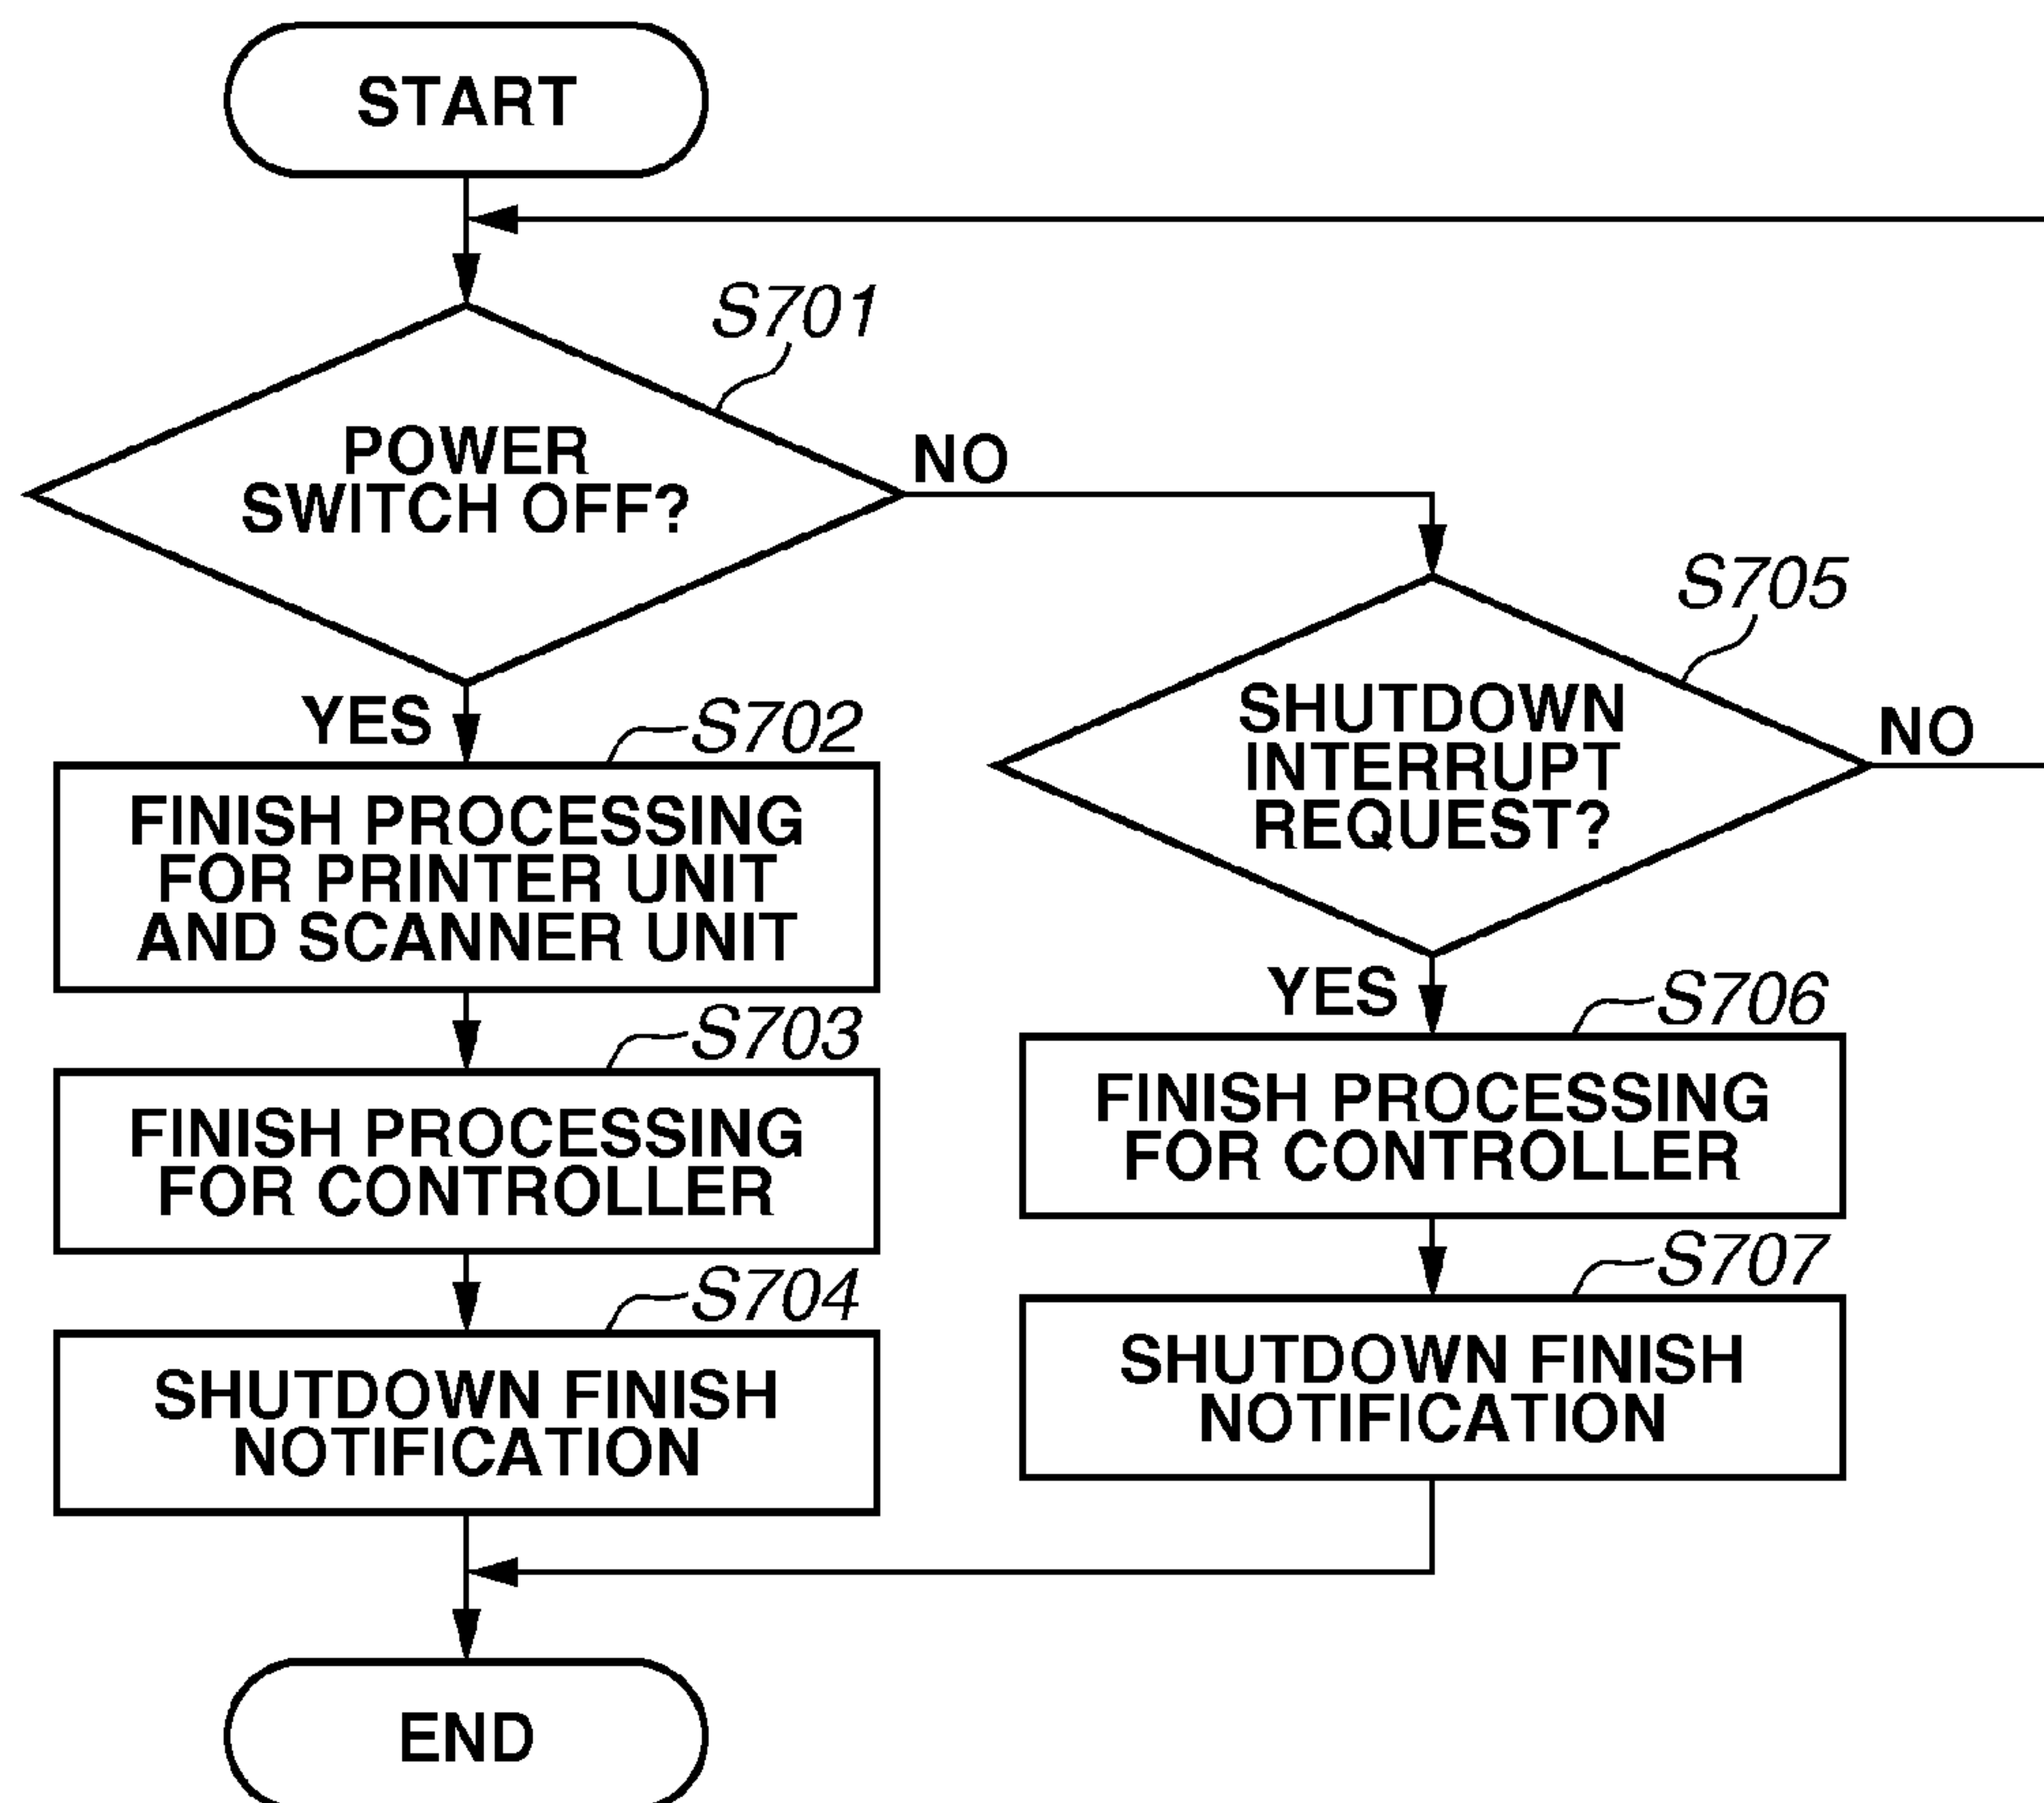 START
S701
POWER
SWITCH OFF?
NO
YES
S702
FINISH PROCESSING
FOR PRINTER UNIT
AND SCANNER UNIT
S703
FINISH PROCESSING
FOR CONTROLLER
S704
SHUTDOWN FINISH
NOTIFICATION
S705
SHUTDOWN
INTERRUPT
REQUEST?
NO
YES
S706
FINISH PROCESSING
FOR CONTROLLER
S707
SHUTDOWN FINISH
NOTIFICATION
END